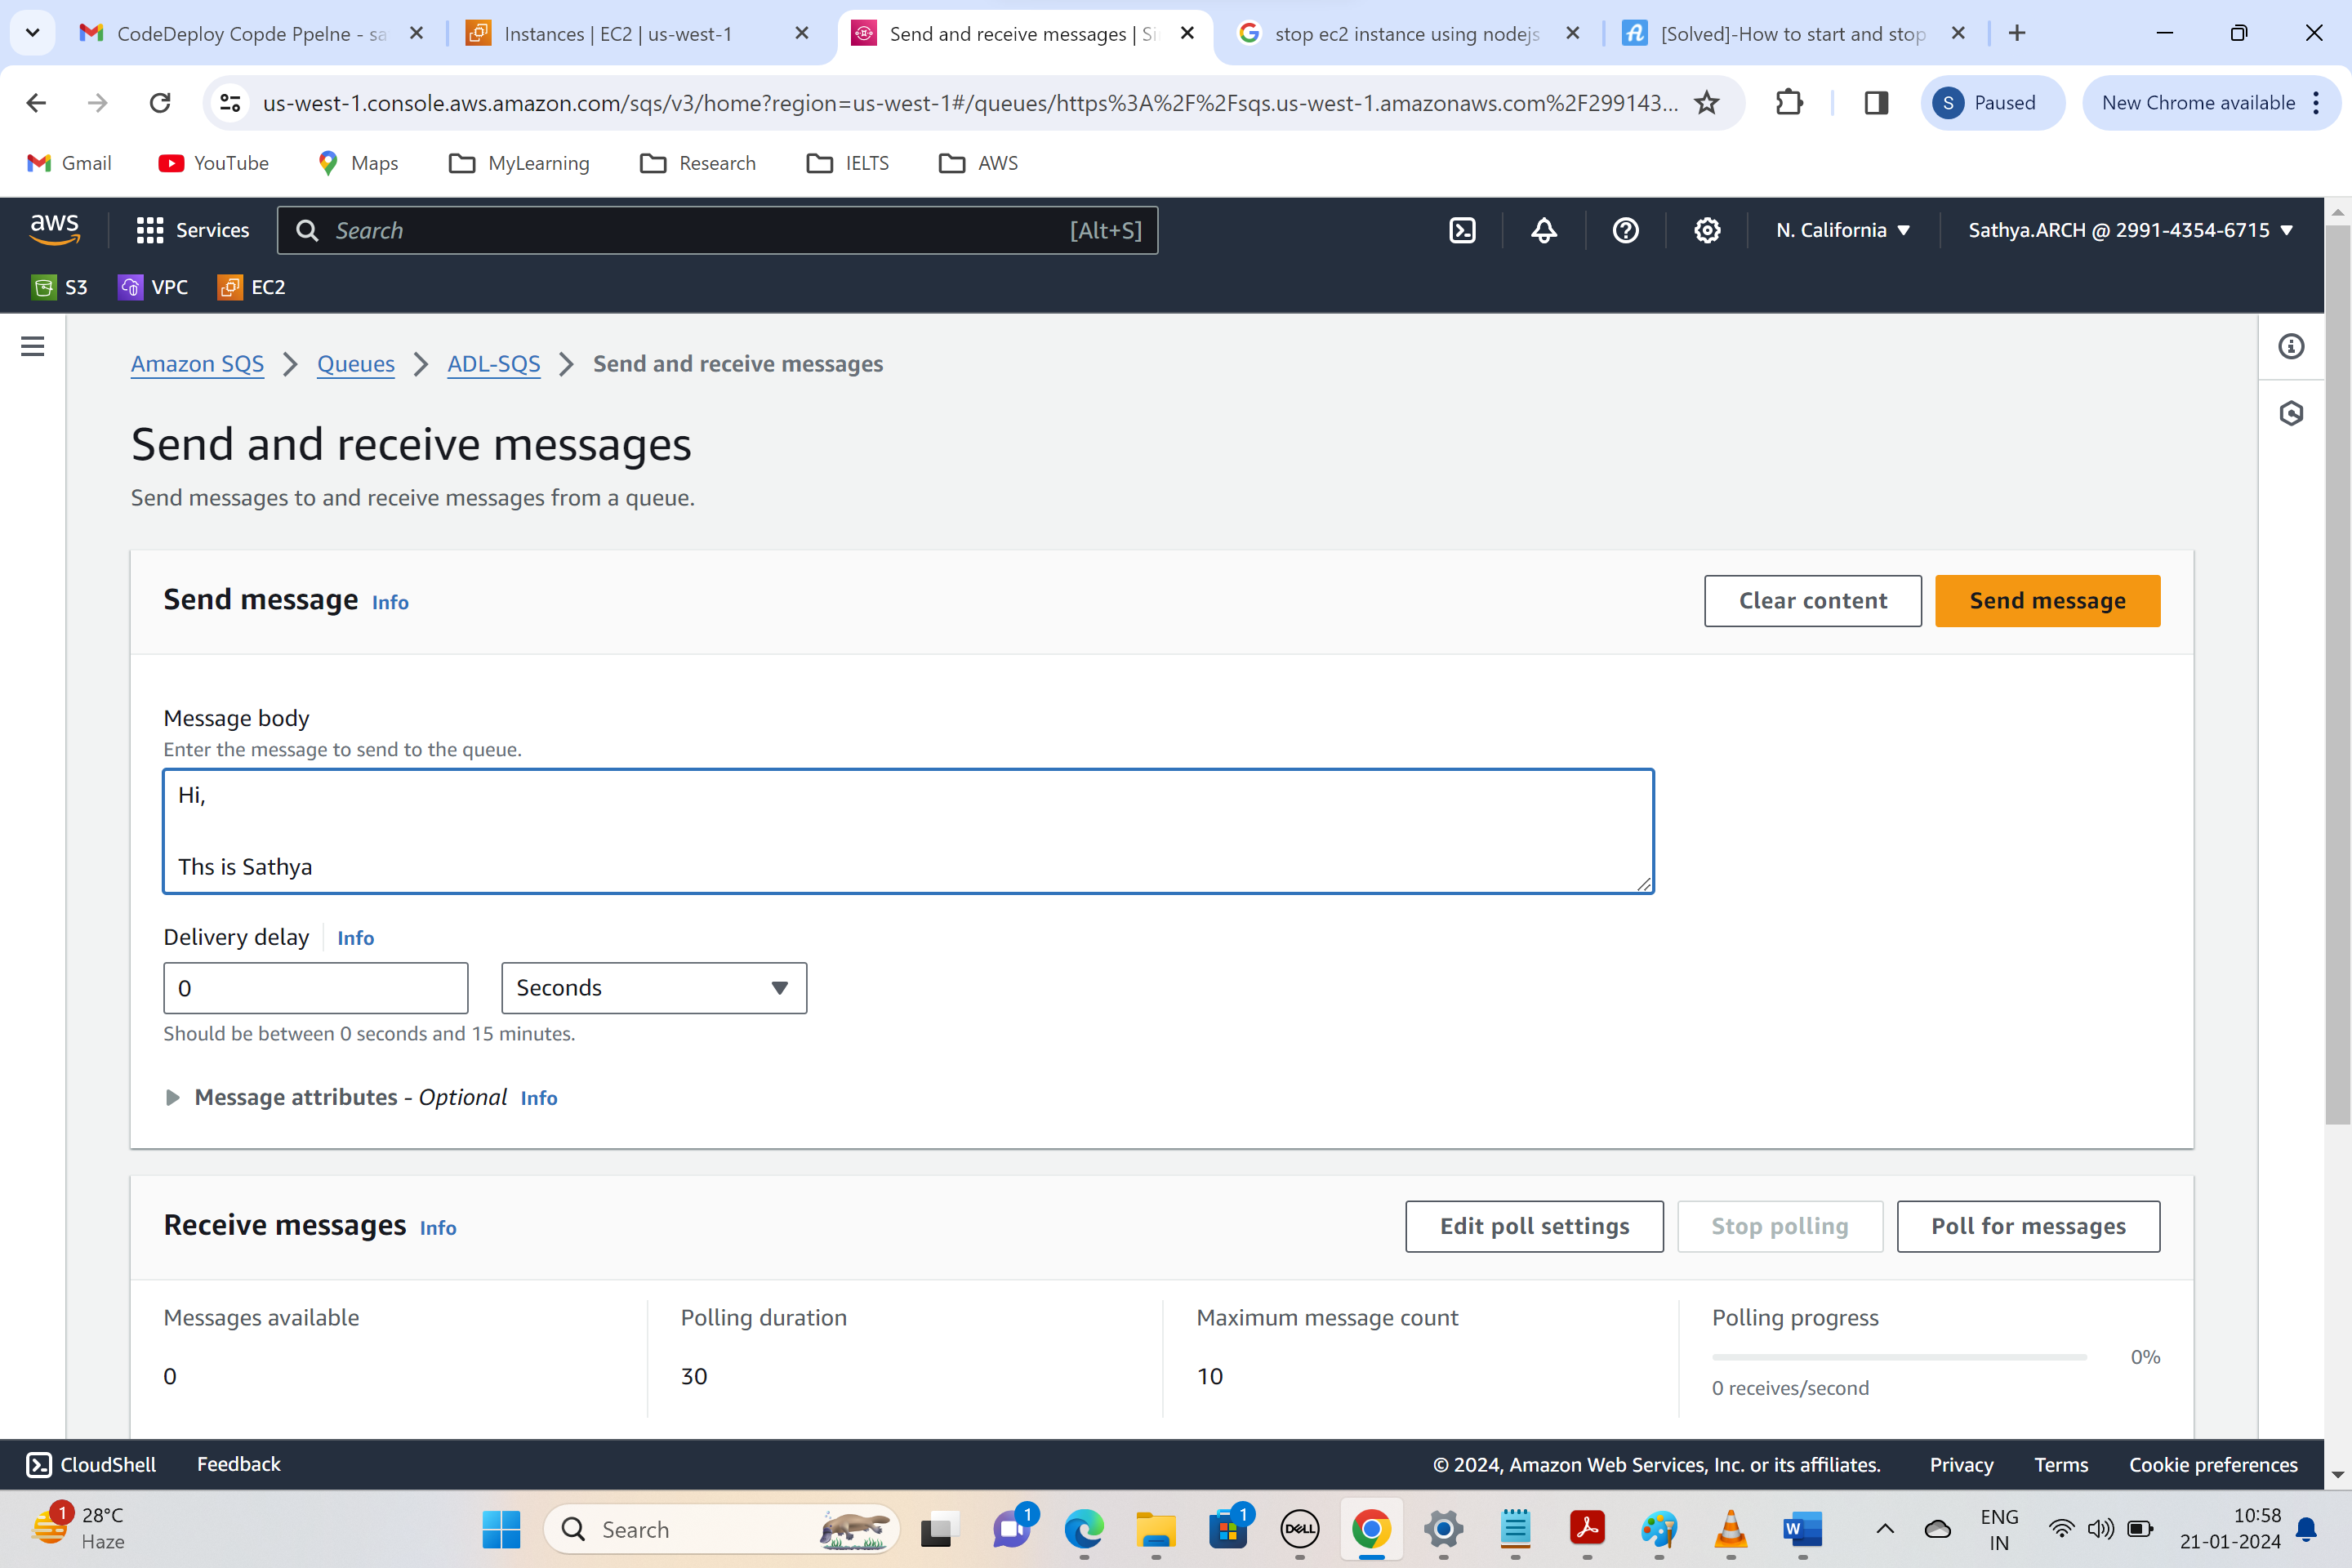 CodeDeploy Copde Ppelne - sa
Instances | EC2 | us-west-1
Send and receive messages | Si
stop ec2 instance using nodejs
[Solved]-How to start and stop
us-west-1.console.aws.amazon.com/sqs/v3/home?region=us-west-1#/queues/https%3A%2F%2Fsqs.us-west-1.amazonaws.com%2F299143...
S Paused
New Chrome available
Gmail
YouTube
Maps
MyLearning
Research
IELTS
AWS
aws
Services
Search
[Alt+S]
N. California
Sathya.ARCH @ 2991-4354-6715
S3
VPC
EC2
Amazon SQS
Queues
ADL-SQS
Send and receive messages
Send and receive messages
Send messages to and receive messages from a queue.
Send message Info
Clear content
Send message
Message body
Enter the message to send to the queue.
Hi,
Ths is Sathya
Delivery delay
Info
0
Seconds
Should be between 0 seconds and 15 minutes.
Message attributes - Optional Info
Receive messages Info
Edit poll settings
Stop polling
Poll for messages
Messages available
Polling duration
Maximum message count
Polling progress
0
30
10
0%
0 receives/second
CloudShell
Feedback
© 2024, Amazon Web Services, Inc. or its affiliates.
Privacy
Terms
Cookie preferences
1
28°C
Haze
Search
1
1
DELL
W
ENG
IN
10:58
21-01-2024